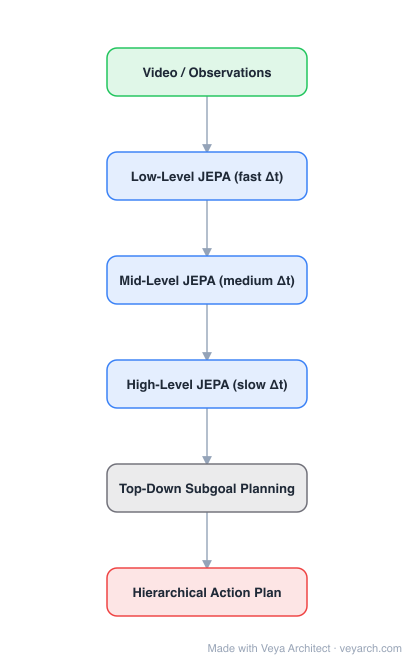 Video / Observations
Low-Level JEPA (fast Δt)
Mid-Level JEPA (medium Δt)
High-Level JEPA (slow Δt)
Top-Down Subgoal Planning
Hierarchical Action Plan
Made with Veya Architect · veyarch.com